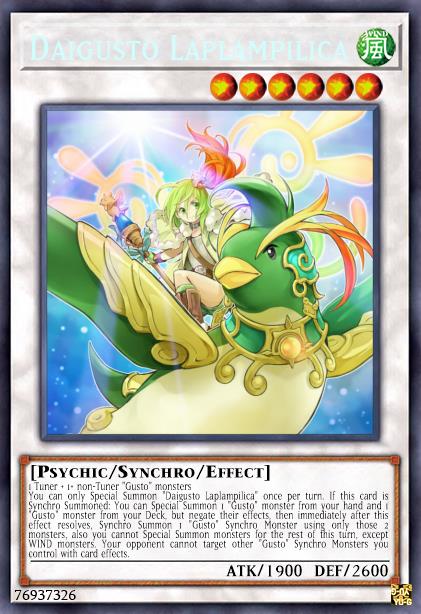 Daigusto Laplampilica
WIND
風
[Psychic/Synchro/Effect]
1 Tuner + 1+ non-Tuner "Gusto" monsters
You can only Special Summon "Daigusto Laplampilica" once per turn. If this card is
Synchro Summoned: You can Special Summon 1 "Gusto" monster from your hand and 1
"Gusto" monster from your Deck, but negate their effects, then immediately after this
effect resolves, Synchro Summon 1 "Gusto" Synchro Monster using only those 2
monsters, also you cannot Special Summon monsters for the rest of this turn, except
WIND monsters. Your opponent cannot target other "Gusto" Synchro Monsters you
control with card effects.
ATK/1900 DEF/2600
76937326